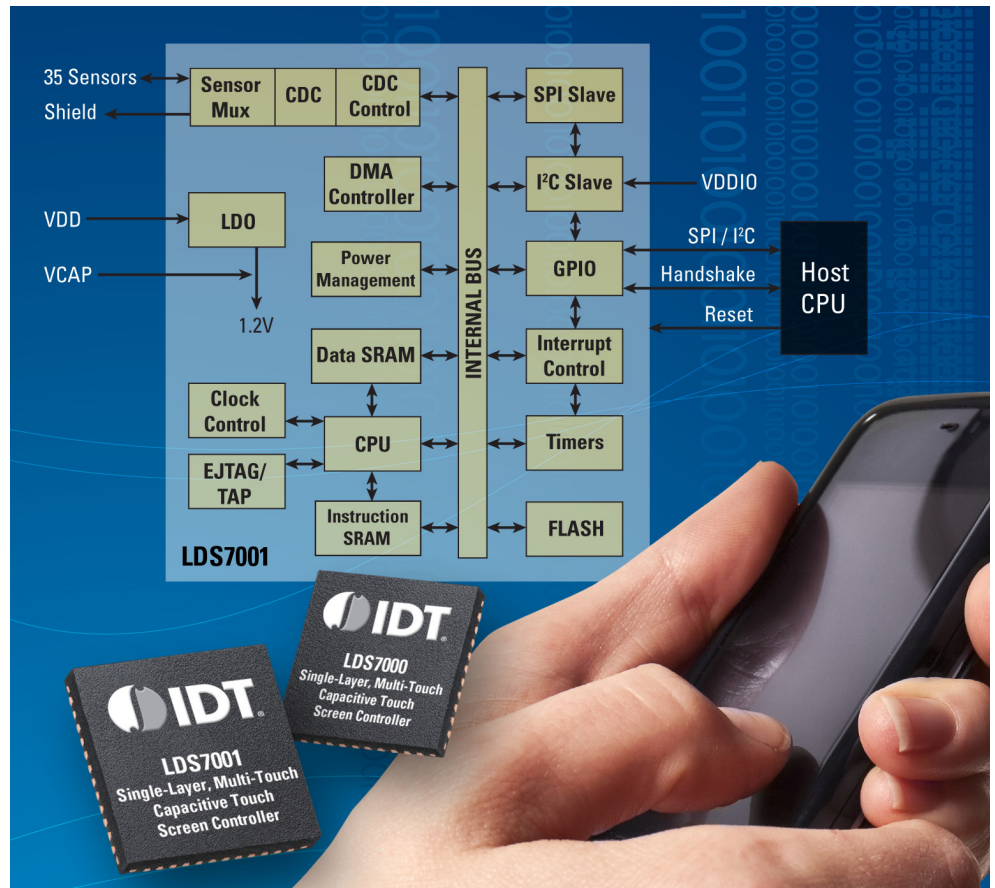 35 Sensors
Shield
Sensor
Mux
CDC
CDC
Control
SPI Slave
DMA
Controller
I²C Slave
VDDIO
VDD
LDO
VCAP
1.2V
Power
Management
INTERNAL BUS
GPIO
SPI / I²C
Handshake
Reset
Host
CPU
Data SRAM
Interrupt
Control
Clock
Control
CPU
Timers
EJTAG/
TAP
Instruction
SRAM
FLASH
LDS7001
IDT
LDS7000
Single-Layer, Multi-Touch
Capacitive Touch
Screen Controller
IDT
LDS7001
Single-Layer, Multi-Touch
Capacitive Touch
Screen Controller